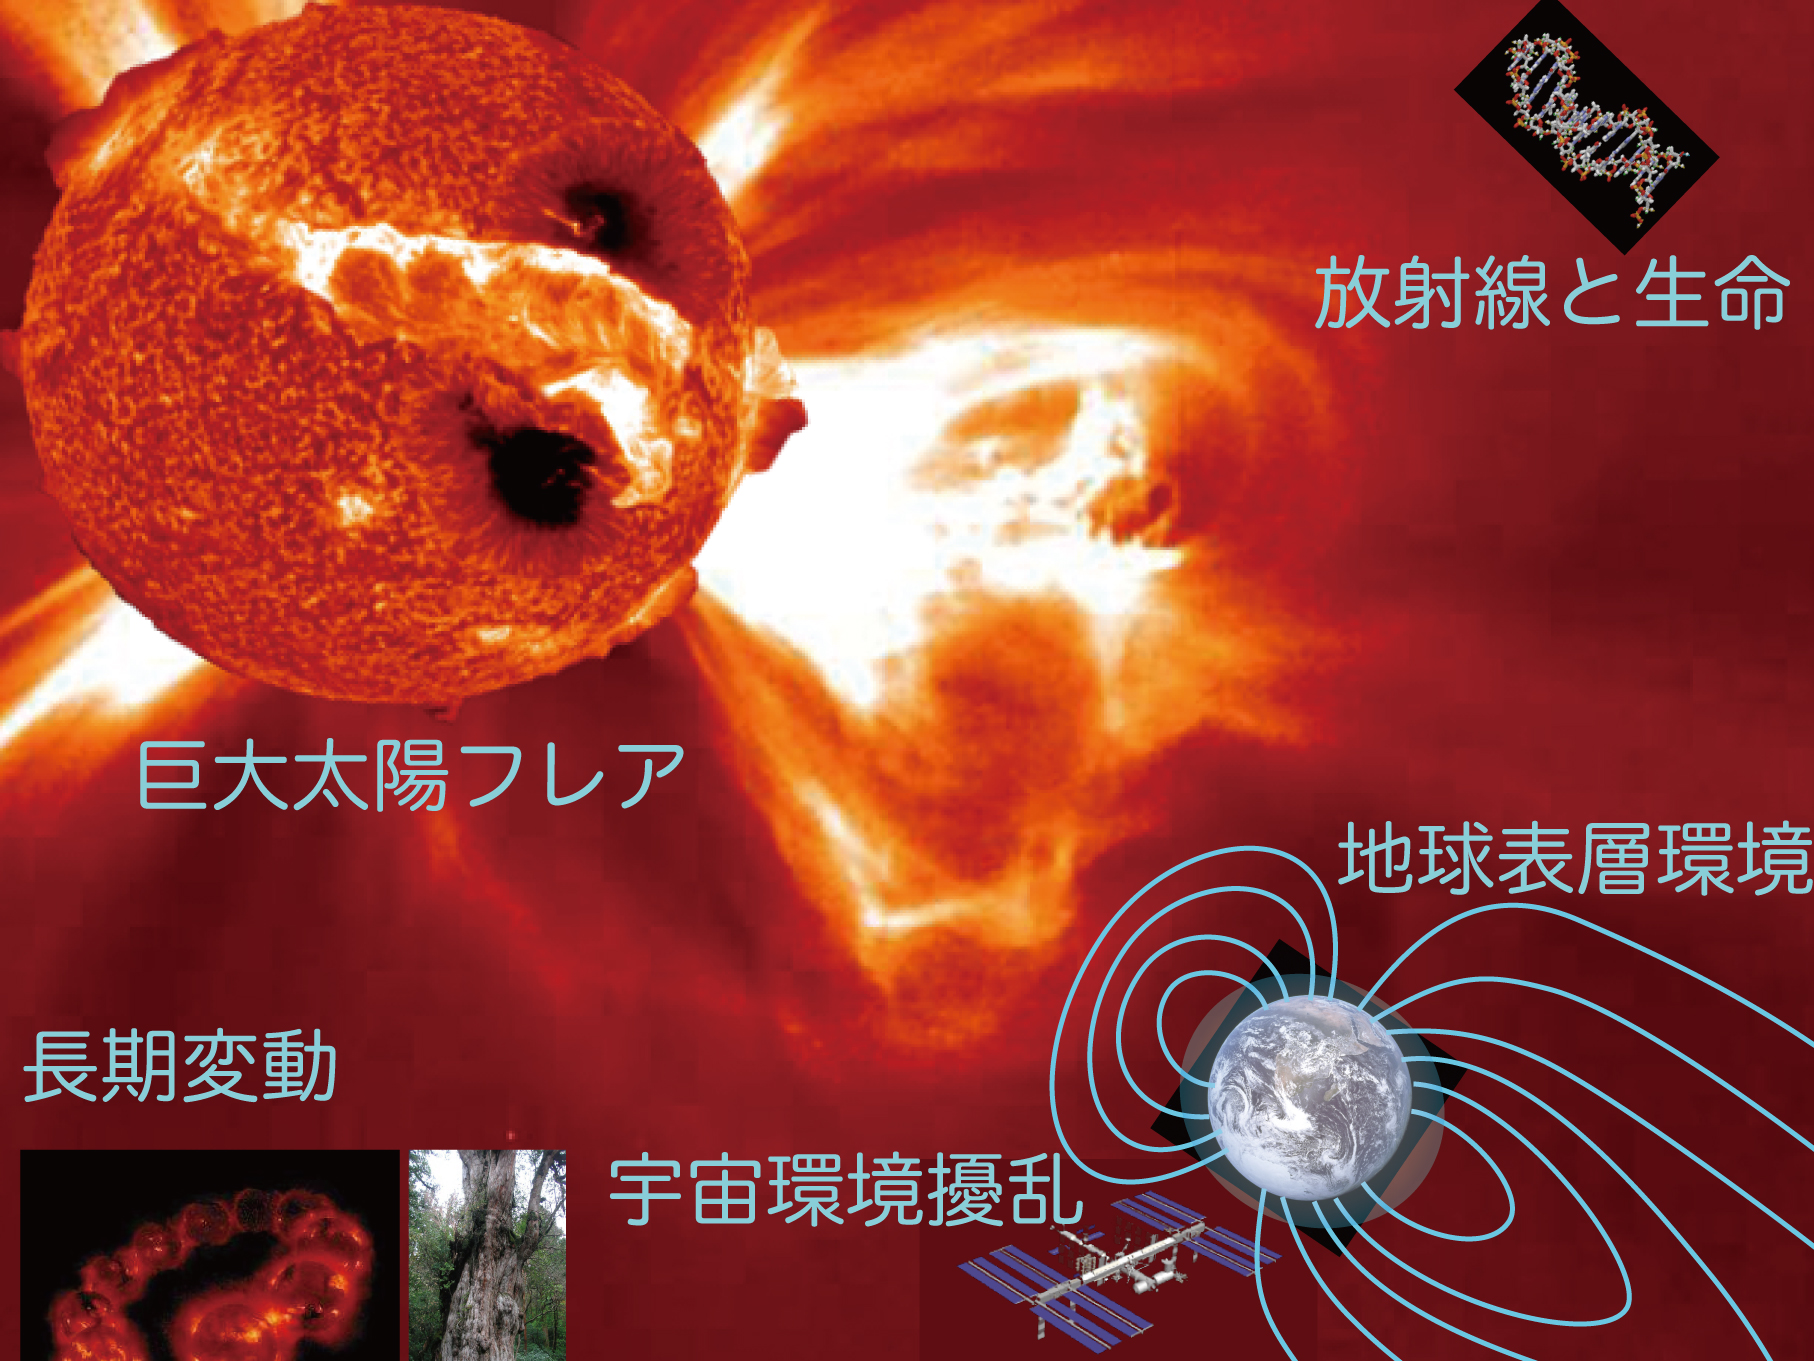 放射線と生命
巨大太陽フレア
地球表層環境
長期変動
宇宙環境擾乱